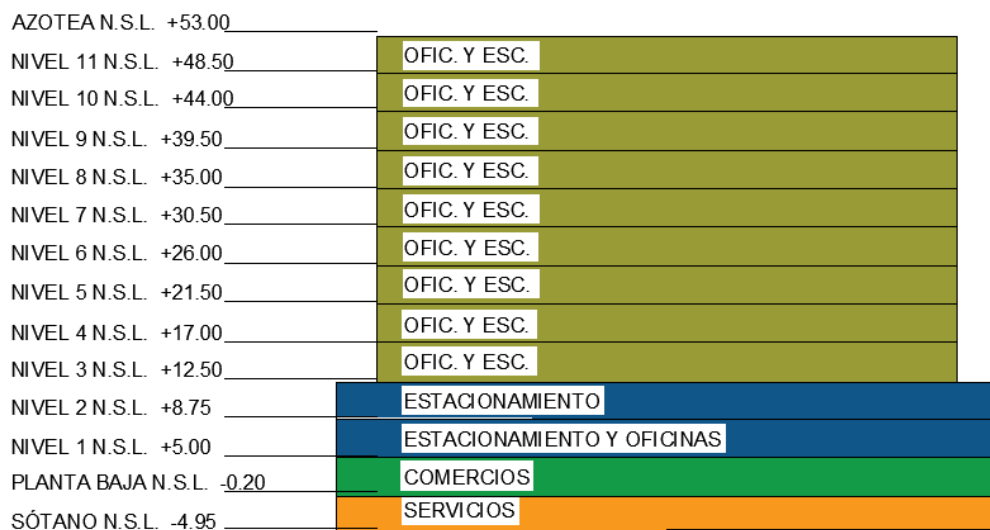 AZOTEA N.S.L. +53.00
NIVEL 11 N.S.L. +48.50 OFIC. Y ESC.
NIVEL 10 N.S.L. +44.00 OFIC. Y ESC.
NIVEL 9 N.S.L. +39.50 OFIC. Y ESC.
NIVEL 8 N.S.L. +35.00 OFIC. Y ESC.
NIVEL 7 N.S.L. +30.50 OFIC. Y ESC.
NIVEL 6 N.S.L. +26.00 OFIC. Y ESC.
NIVEL 5 N.S.L. +21.50 OFIC. Y ESC.
NIVEL 4 N.S.L. +17.00 OFIC. Y ESC.
NIVEL 3 N.S.L. +12.50 OFIC. Y ESC.
NIVEL 2 N.S.L. +8.75 ESTACIONAMIENTO
NIVEL 1 N.S.L. +5.00 ESTACIONAMIENTO Y OFICINAS
PLANTA BAJA N.S.L. -0.20 COMERCIOS
SÓTANO N.S.L. -4.95 SERVICIOS